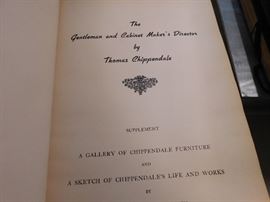 The
Gentleman and Cabinet Maker's Director
by
Thomas Chippendale
SUPPLEMENT
A GALLERY OF CHIPPENDALE FURNITURE
AND
A SKETCH OF CHIPPENDALE'S LIFE AND WORKS
BY